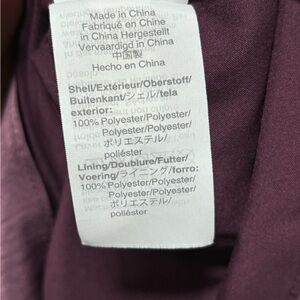 Made in China
Fabriqué en Chine
in China Hergestellt
Vervaardigd in China
中国製
Hecho en China
Shell/Extérieur/Oberstoff/
Buitenkant/シェル/tela
exterior:
100% Polyester/Polyester/
Polyester/Polyester/
ポリエステル/
poliéster
Lining/Doublure/Futter/
Voering/ライニング/forro:
100% Polyester/Polyester/
Polyester/Polyester/
ポリエステル/
poliéster